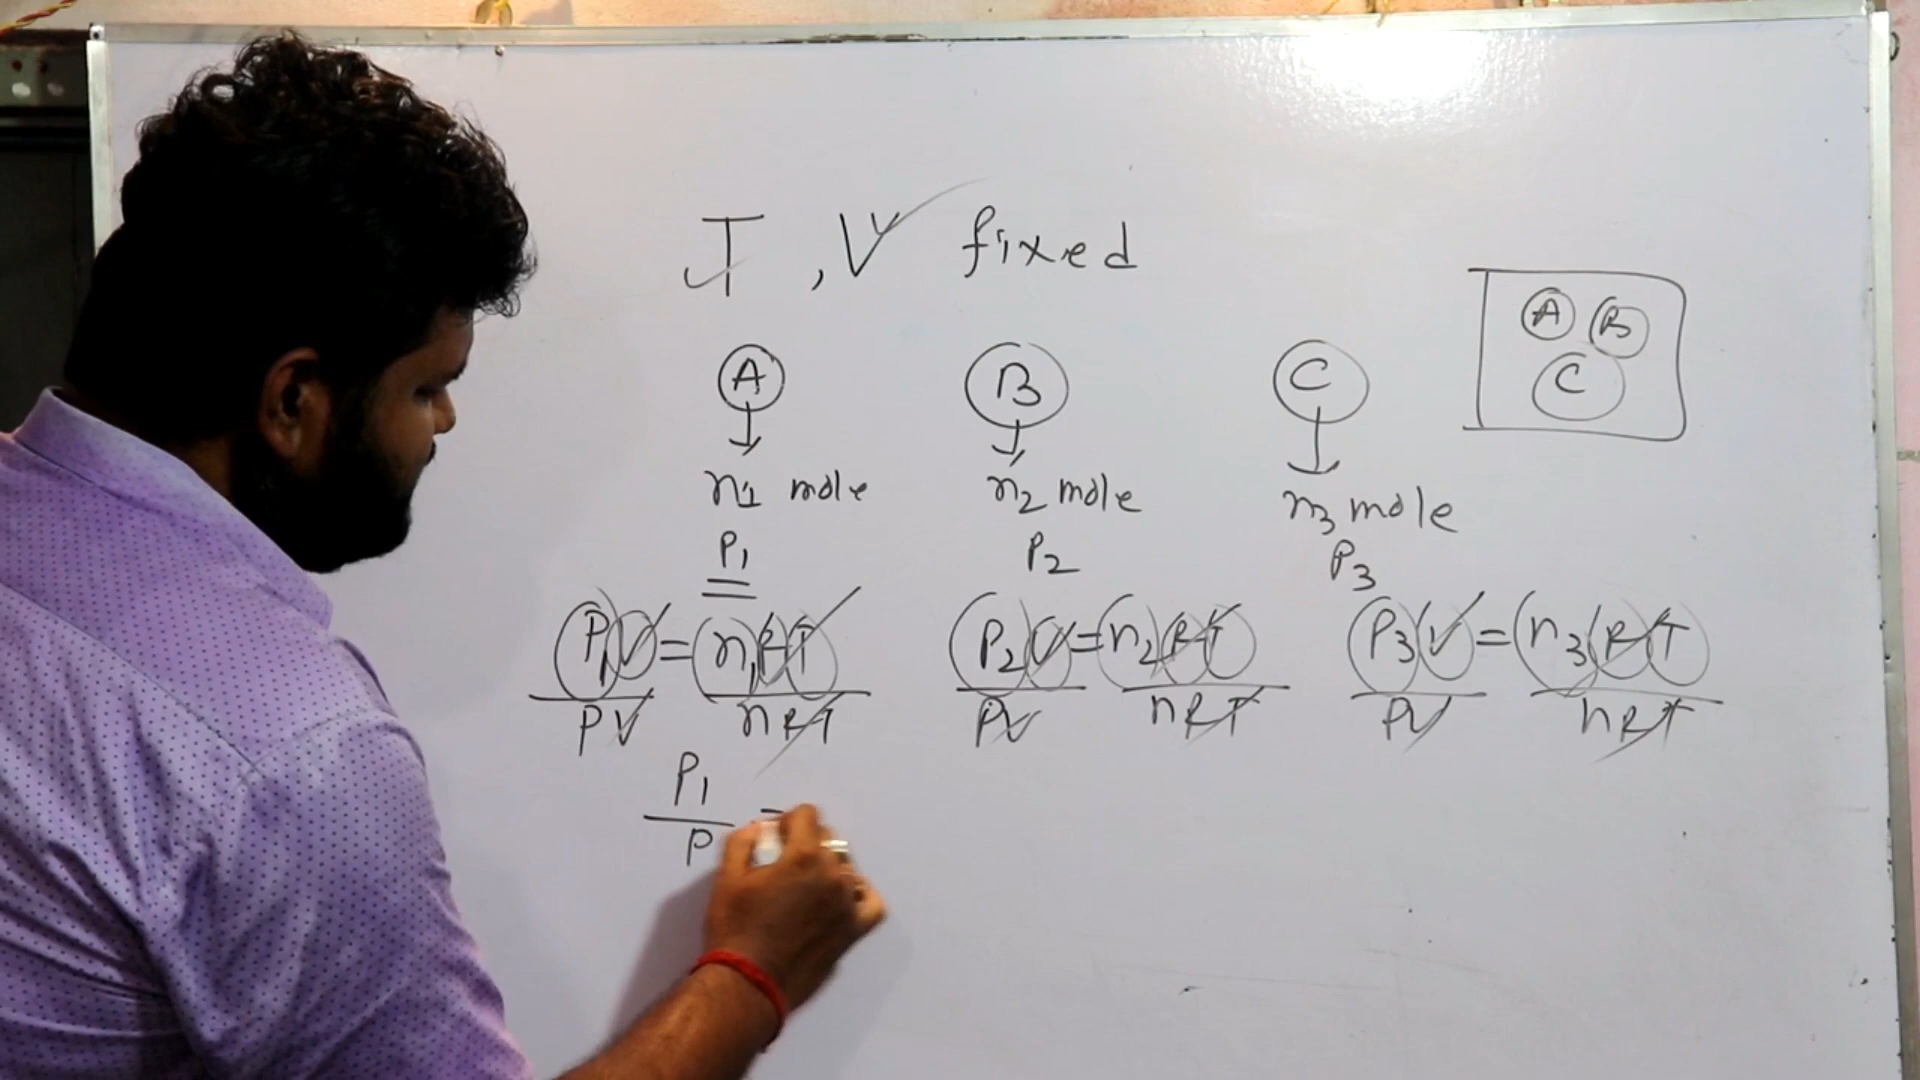 T, V fixed
A B
C
A B C
n1 mole n2 mole n3 mole
P1 P2 P3
P1V = n1RT P2V = n2RT P3V = n3RT
PV nRT PV nRT PV nRT
P1
P =